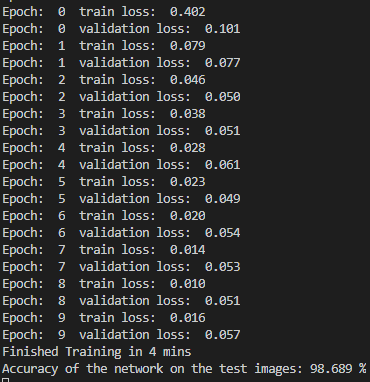 Epoch:  0  train loss:  0.402
Epoch:  0  validation loss:  0.101
Epoch:  1  train loss:  0.079
Epoch:  1  validation loss:  0.077
Epoch:  2  train loss:  0.046
Epoch:  2  validation loss:  0.050
Epoch:  3  train loss:  0.038
Epoch:  3  validation loss:  0.051
Epoch:  4  train loss:  0.028
Epoch:  4  validation loss:  0.061
Epoch:  5  train loss:  0.023
Epoch:  5  validation loss:  0.049
Epoch:  6  train loss:  0.020
Epoch:  6  validation loss:  0.054
Epoch:  7  train loss:  0.014
Epoch:  7  validation loss:  0.053
Epoch:  8  train loss:  0.010
Epoch:  8  validation loss:  0.051
Epoch:  9  train loss:  0.016
Epoch:  9  validation loss:  0.057
Finished Training in 4 mins
Accuracy of the network on the test images: 98.689 %